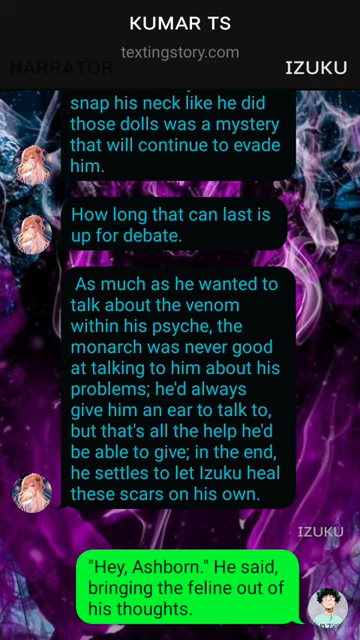 KUMAR TS
textingstory.com
NARRATOR
IZUKU
snap his neck like he did
those dolls was a mystery
that will continue to evade
him.
How long that can last is
up for debate.
As much as he wanted to
talk about the venom
within his psyche, the
monarch was never good
at talking to him about his
problems; he'd always
give him an ear to talk to,
but that's all the help he'd
be able to give; in the end,
he settles to let Izuku heal
these scars on his own.
IZUKU
"Hey, Ashborn." He said,
bringing the feline out of
his thoughts.